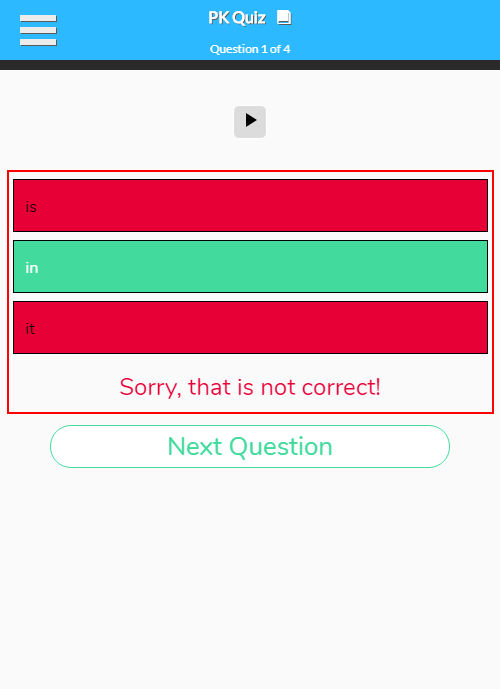 PK Quiz
Question 1 of 4
is
in
it
Sorry, that is not correct!
Next Question